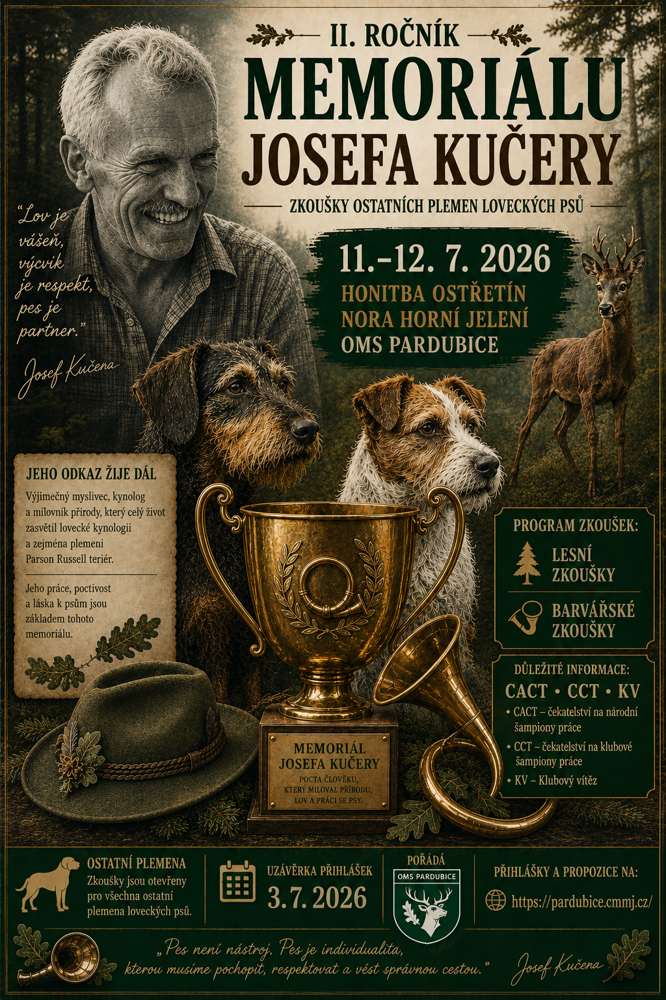 II. ROČNÍK
MEMORIÁLU
JOSEFA KUČERY
ZKOUŠKY OSTATNÍCH PLEMEN LOVECKÝCH PSŮ
11.–12. 7. 2026
HONITBA OSTŘETÍN
NORA HORNÍ JELENÍ
OMS PARDUBICE
"Lov je
vášeň,
výcvik
je respekt,
pes je
partner."
Josef Kučena
JEHO ODKAZ ŽIJE DÁL
Výjimečný myslivec, kynolog
a milovník přírody, který celý život
zasvětil lovecké kynologii
a zejména plemeni
Parson Russell teriér.
Jeho práce, poctivost
a láska k psům jsou
základem tohoto
memoriálu.
PROGRAM ZKOUŠEK:
LESNÍ
ZKOUŠKY
BARVÁŘSKÉ
ZKOUŠKY
DŮLEŽITÉ INFORMACE:
CACT • CCT • KV
• CACT – čekatelství na národní
šampiony práce
• CCT – čekatelství na klubové
šampiony práce
• KV – Klubový vítěz
MEMORIÁL
JOSEFA KUČERY
POCTA ČLOVĚKU,
KTERÝ MILOVAL PŘÍRODU,
LOV A PRÁCI SE PSY.
OSTATNÍ PLEMENA
Zkoušky jsou otevřeny
pro všechna ostatní
plemena loveckých psů.
UZÁVĚRKA PŘIHLÁŠEK
3. 7. 2026
POŘÁDÁ
OMS PARDUBICE
PŘIHLÁŠKY A PROPOZICE NA:
https://pardubice.cmmj.cz/
„Pes není nástroj. Pes je individualita,
kterou musíme pochopit, respektovat a vést správnou cestou."
Josef Kučena